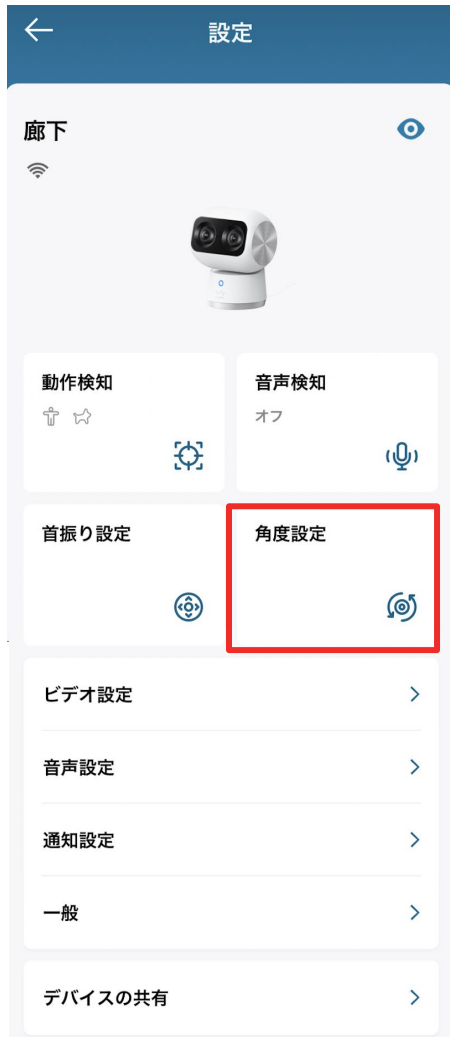 設定
廊下
動作検知
音声検知
オフ
首振り設定
角度設定
ビデオ設定
音声設定
通知設定
一般
デバイスの共有